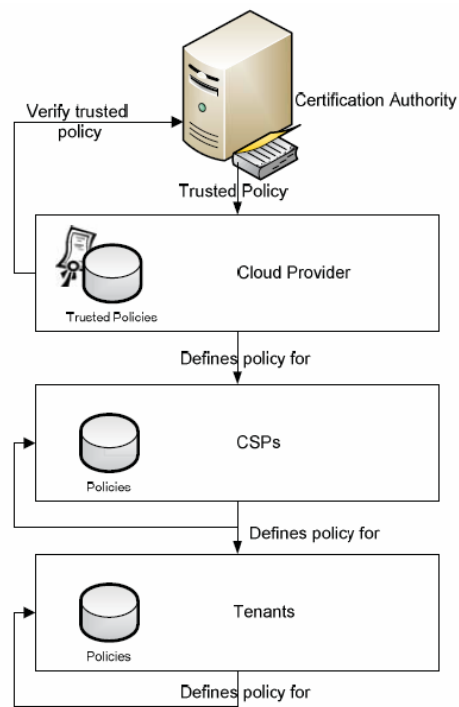 Certification Authority
Verify trusted
policy
Trusted Policy
Cloud Provider
Trusted Policies
Defines policy for
CSPs
Policies
Defines policy for
Tenants
Policies
Defines policy for